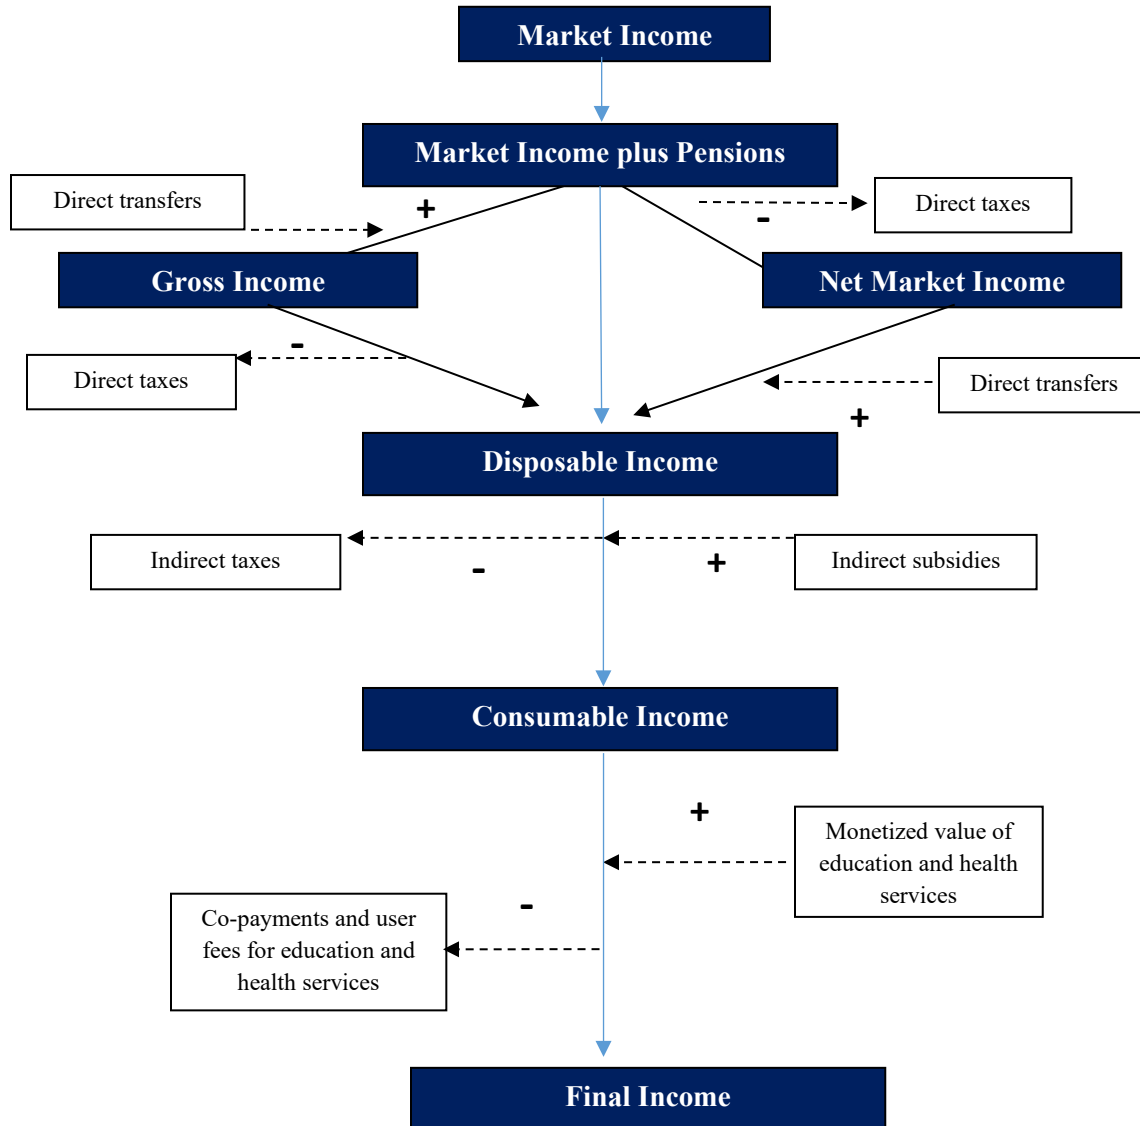 Market Income
Market Income plus Pensions
Direct transfers
+
-
Direct taxes
Gross Income
Net Market Income
-
Direct taxes
Direct transfers
+
Disposable Income
Indirect taxes
-
+
Indirect subsidies
Consumable Income
+
Monetized value of
education and health
services
-
Co-payments and user
fees for education and
health services
Final Income